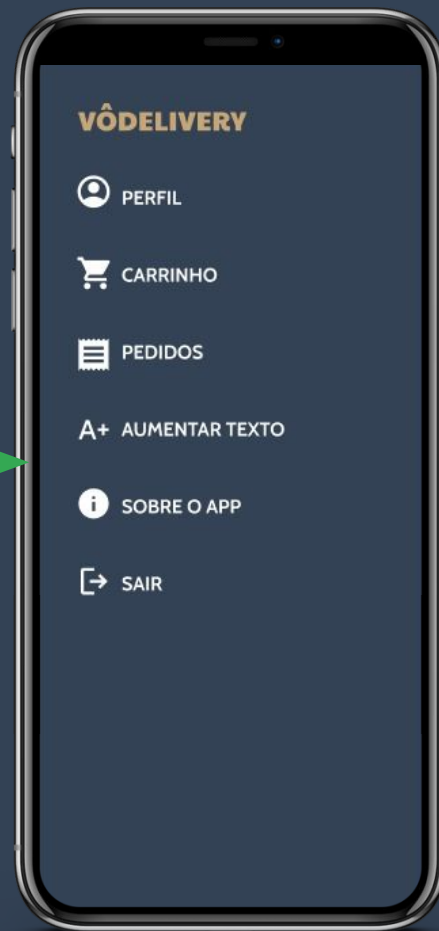 VÔDELIVERY
PERFIL
CARRINHO
PEDIDOS
A+ AUMENTAR TEXTO
SOBRE O APP
SAIR